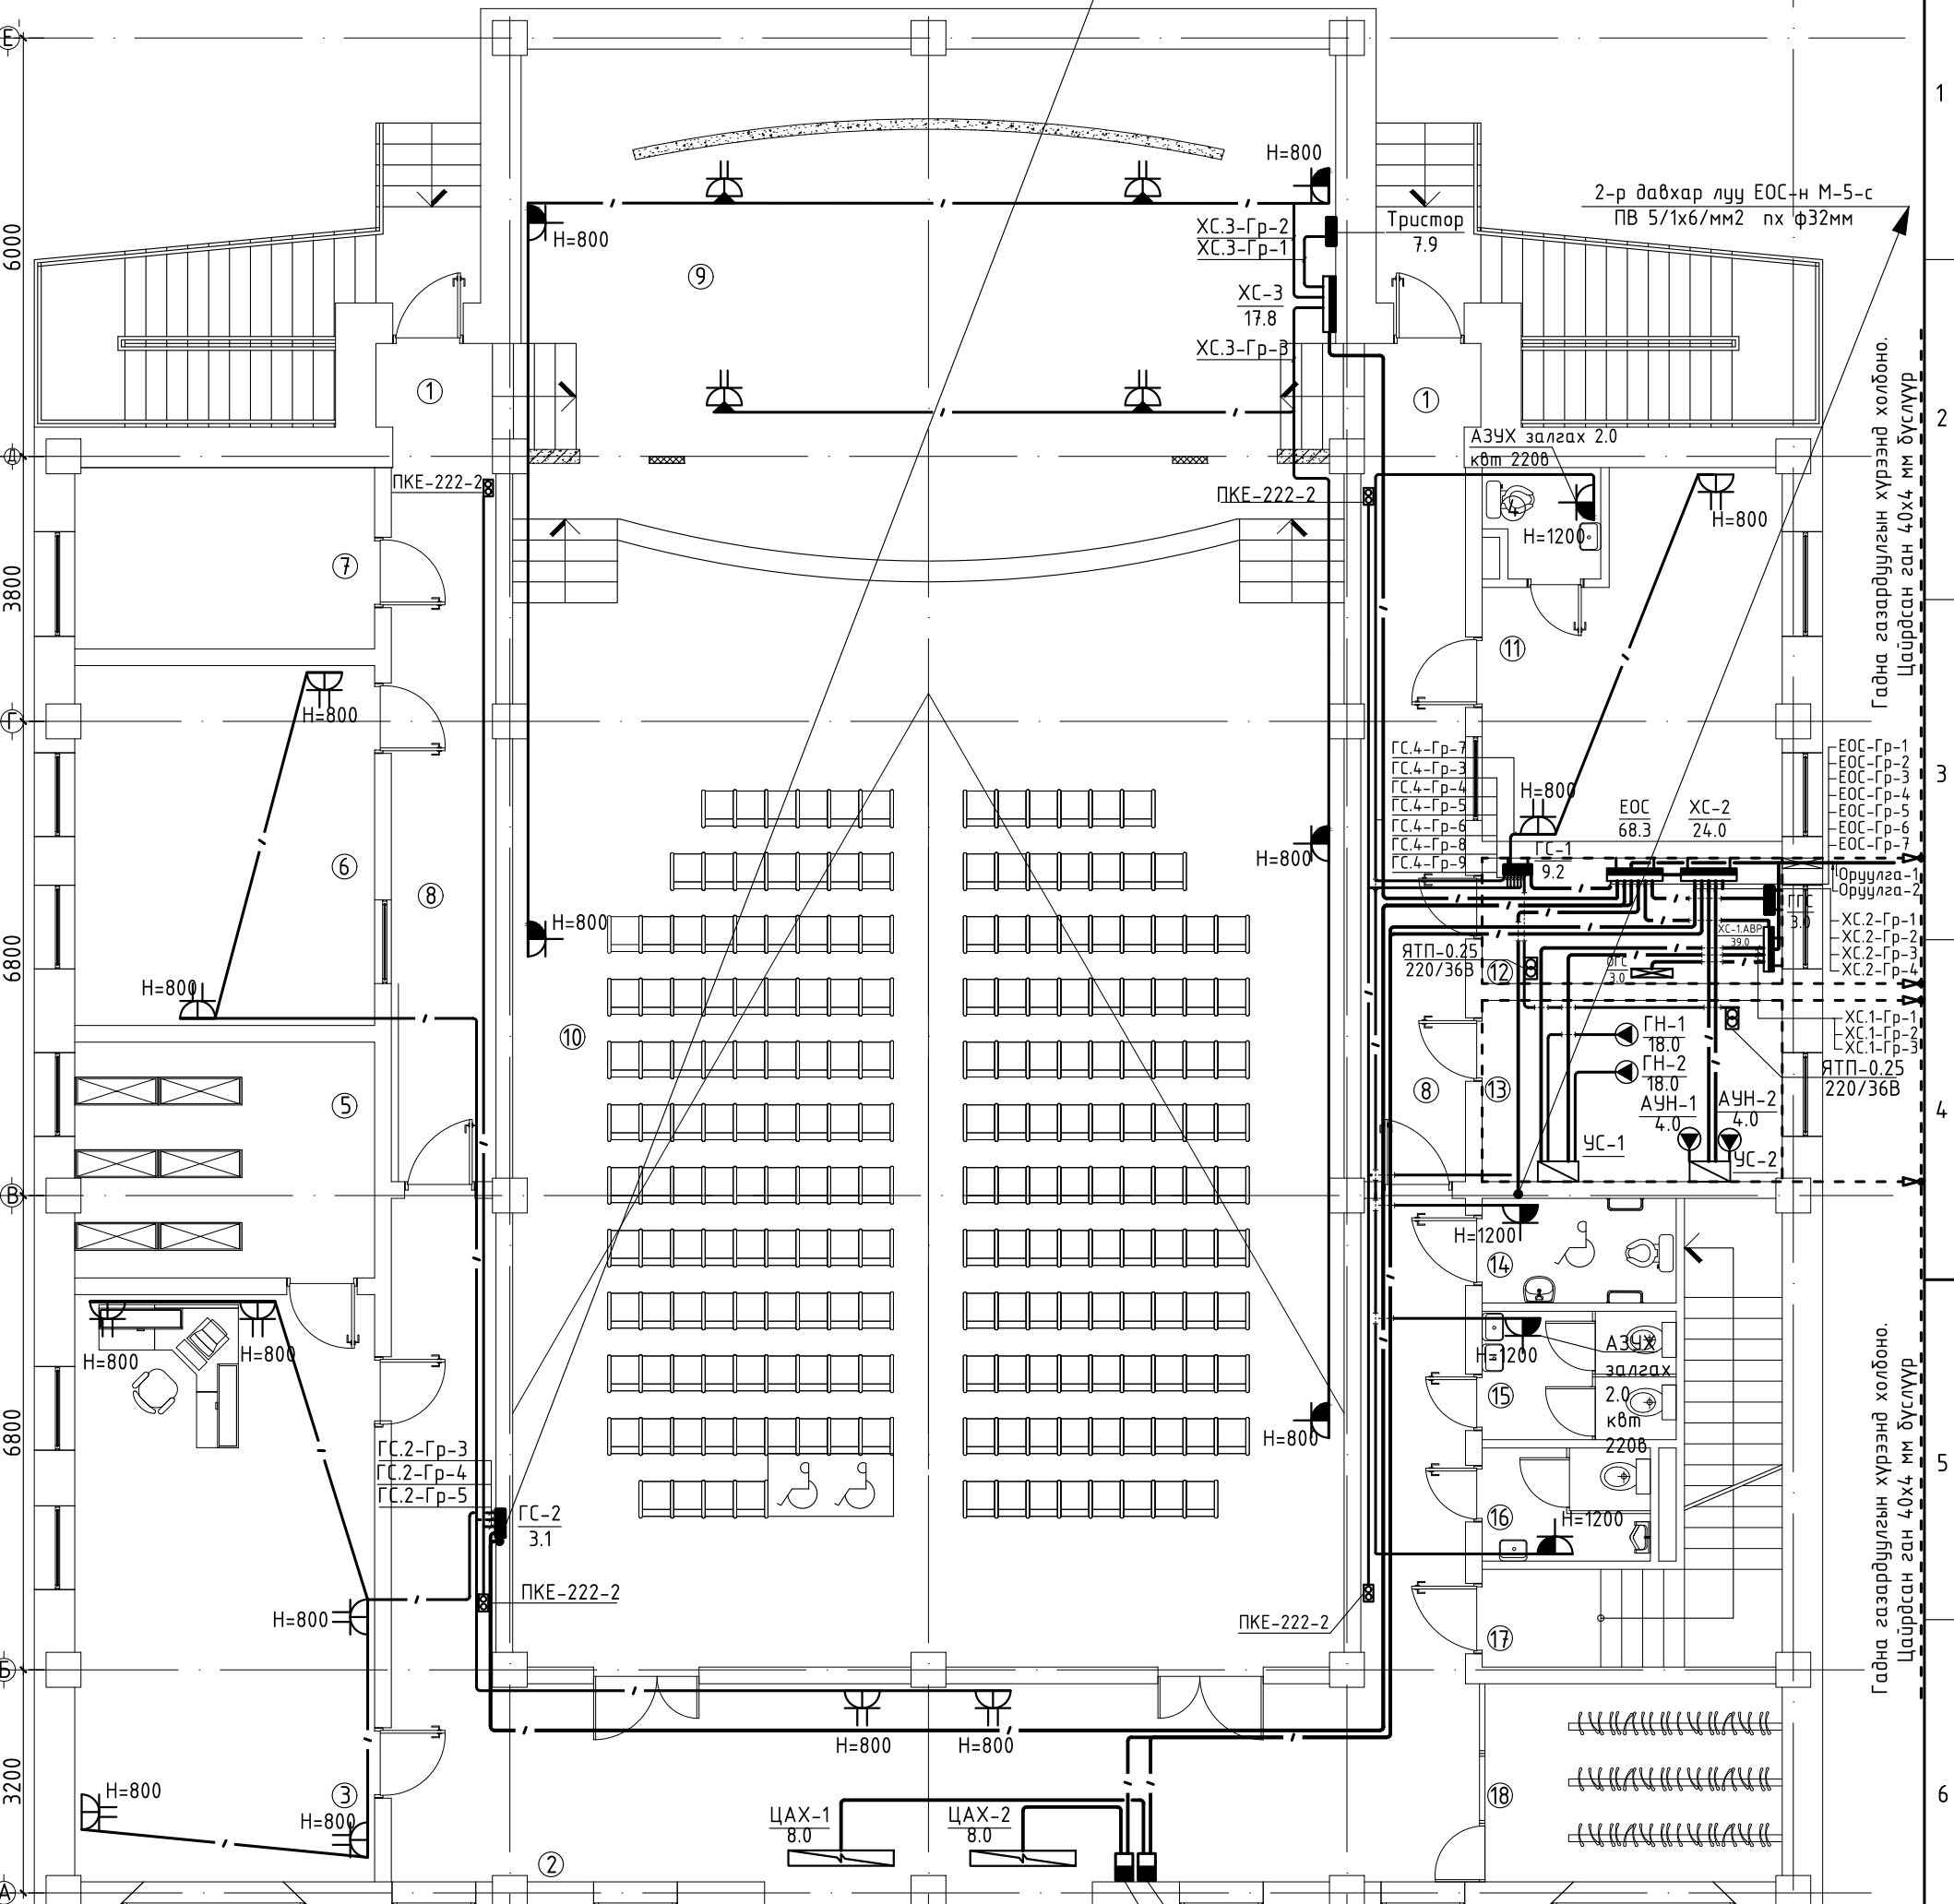 Е
1
H=800
2-р давхар луу ЕОС-н М-5-с
ПВ 5/1х6/мм2 пх ф32мм
ХС.3-Гр-2
ХС.3-Гр-1
Тристор
7.9
H=800
6000
9
ХС-3
17.8
ХС.3-Гр-3
Гадна газардуулгын хүрээнд холбоно.
Цайрдсан ган 40х4 мм бүслүүр
1
1
2
АЗУХ залгах 2.0
квт 220в
Д
ПКЕ-222-2
ПКЕ-222-2
4
H=1200
H=800
7
3800
11
H=800
Г
ГС.4-Гр-7
ГС.4-Гр-3
ГС.4-Гр-4
ГС.4-Гр-5
ГС.4-Гр-6
ГС.4-Гр-8
ГС.4-Гр-9
H=800
ЕОС
68.3
ХС-2
24.0
ЕОС-Гр-1
ЕОС-Гр-2
ЕОС-Гр-3
ЕОС-Гр-4
ЕОС-Гр-5
ЕОС-Гр-6
ЕОС-Гр-7
3
H=800
ГС-1
9.2
Оруулга-1
Оруулга-2
6
8
ГГС
3.0
H=800
ХС.2-Гр-1
ХС.2-Гр-2
ХС.2-Гр-3
ХС.2-Гр-4
ХС-1.АВР
39.0
6800
ЯТП-0.25
220/36В
12
ОГС
3.0
H=800
ХС.1-Гр-1
ХС.1-Гр-2
ХС.1-Гр-3
10
ГН-1
18.0
ГН-2
18.0
ЯТП-0.25
220/36В
5
8
13
АУН-1
4.0
АУН-2
4.0
4
УС-1
УС-2
В
H=1200
14
H=800
H=800
H=1200
АЗУХ
залгах
2.0
квт
220в
15
Гадна газардуулгын хүрээнд холбоно.
Цайрдсан ган 40х4 мм бүслүүр
6800
H=800
ГС.2-Гр-3
ГС.2-Гр-4
ГС.2-Гр-5
5
ГС-2
3.1
16
H=1200
H=800
ПКЕ-222-2
ПКЕ-222-2
17
Б
H=800
H=800
3200
H=800
3
H=800
ЦАХ-1
8.0
ЦАХ-2
8.0
18
6
2
А